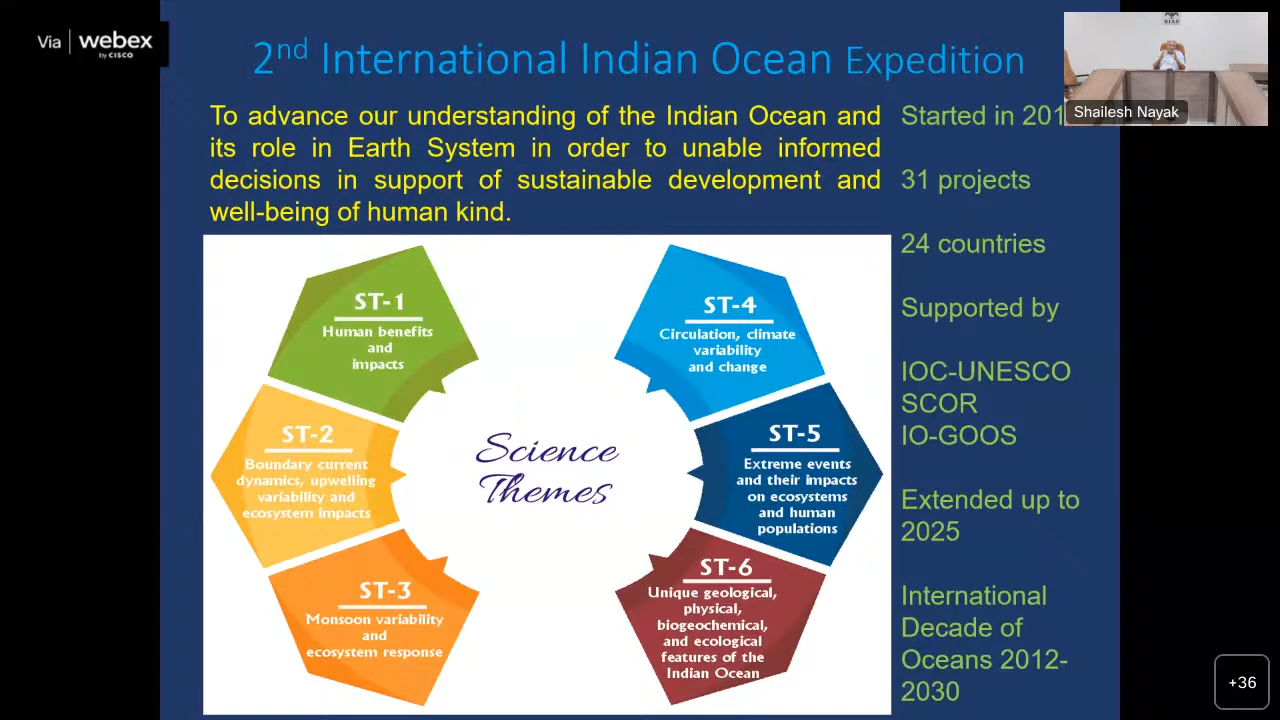 Via | webex
by CISCO
2nd International Indian Ocean Expedition
To advance our understanding of the Indian Ocean and
its role in Earth System in order to unable informed
decisions in support of sustainable development and
well-being of human kind.
ST-1
Human benefits
and
impacts
ST-2
Boundary current
dynamics, upwelling
variability and
ecosystem impacts
ST-3
Monsoon variability
and
ecosystem response
Science
Themes
ST-4
Circulation, climate
variability
and change
ST-5
Extreme events
and their impacts
on ecosystems
and human
populations
ST-6
Unique geological,
physical,
biogeochemical,
and ecological
features of the
Indian Ocean
Started in 201
31 projects
24 countries
Supported by
IOC-UNESCO
SCOR
IO-GOOS
Extended up to
2025
International
Decade of
Oceans 2012-
2030
Shailesh Nayak
+36